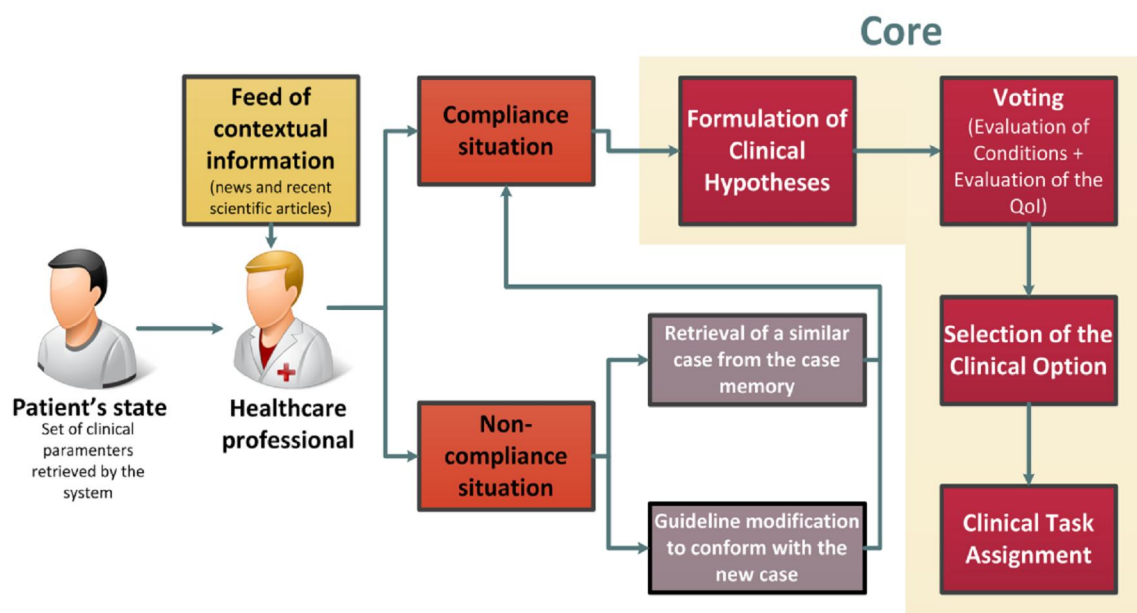 Core
Feed of
contextual
information
(news and recent
scientific articles)
Compliance
situation
Formulation of
Clinical
Hypotheses
Voting
(Evaluation of
Conditions +
Evaluation of the
QoI)
Patient's state
Set of clinical
paramenters
retrieved by the
system
Healthcare
professional
Non-
compliance
situation
Retrieval of a similar
case from the case
memory
Guideline modification
to conform with the
new case
Selection of the
Clinical Option
Clinical Task
Assignment